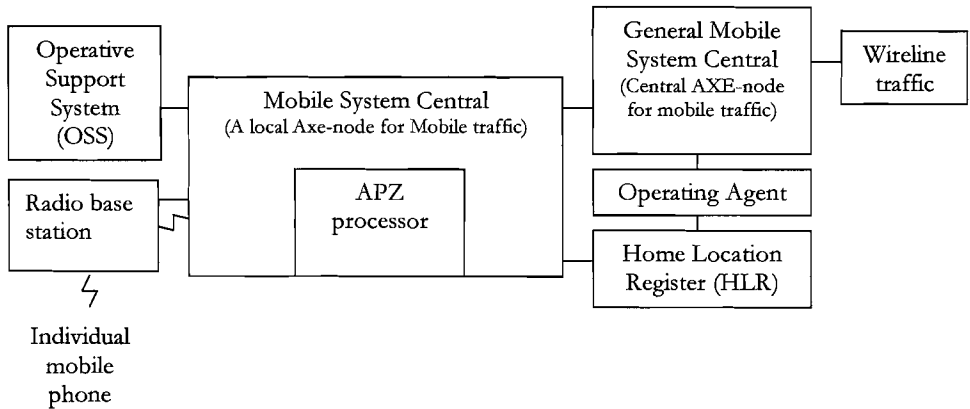 Operative
Support
System
(OSS)
Radio base
station
Individual
mobile
phone
Mobile System Central
(A local Axe-node for Mobile traffic)
APZ
processor
General Mobile
System Central
(Central AXE-node
for mobile traffic)
Operating Agent
Home Location
Register (HLR)
Wireline
traffic